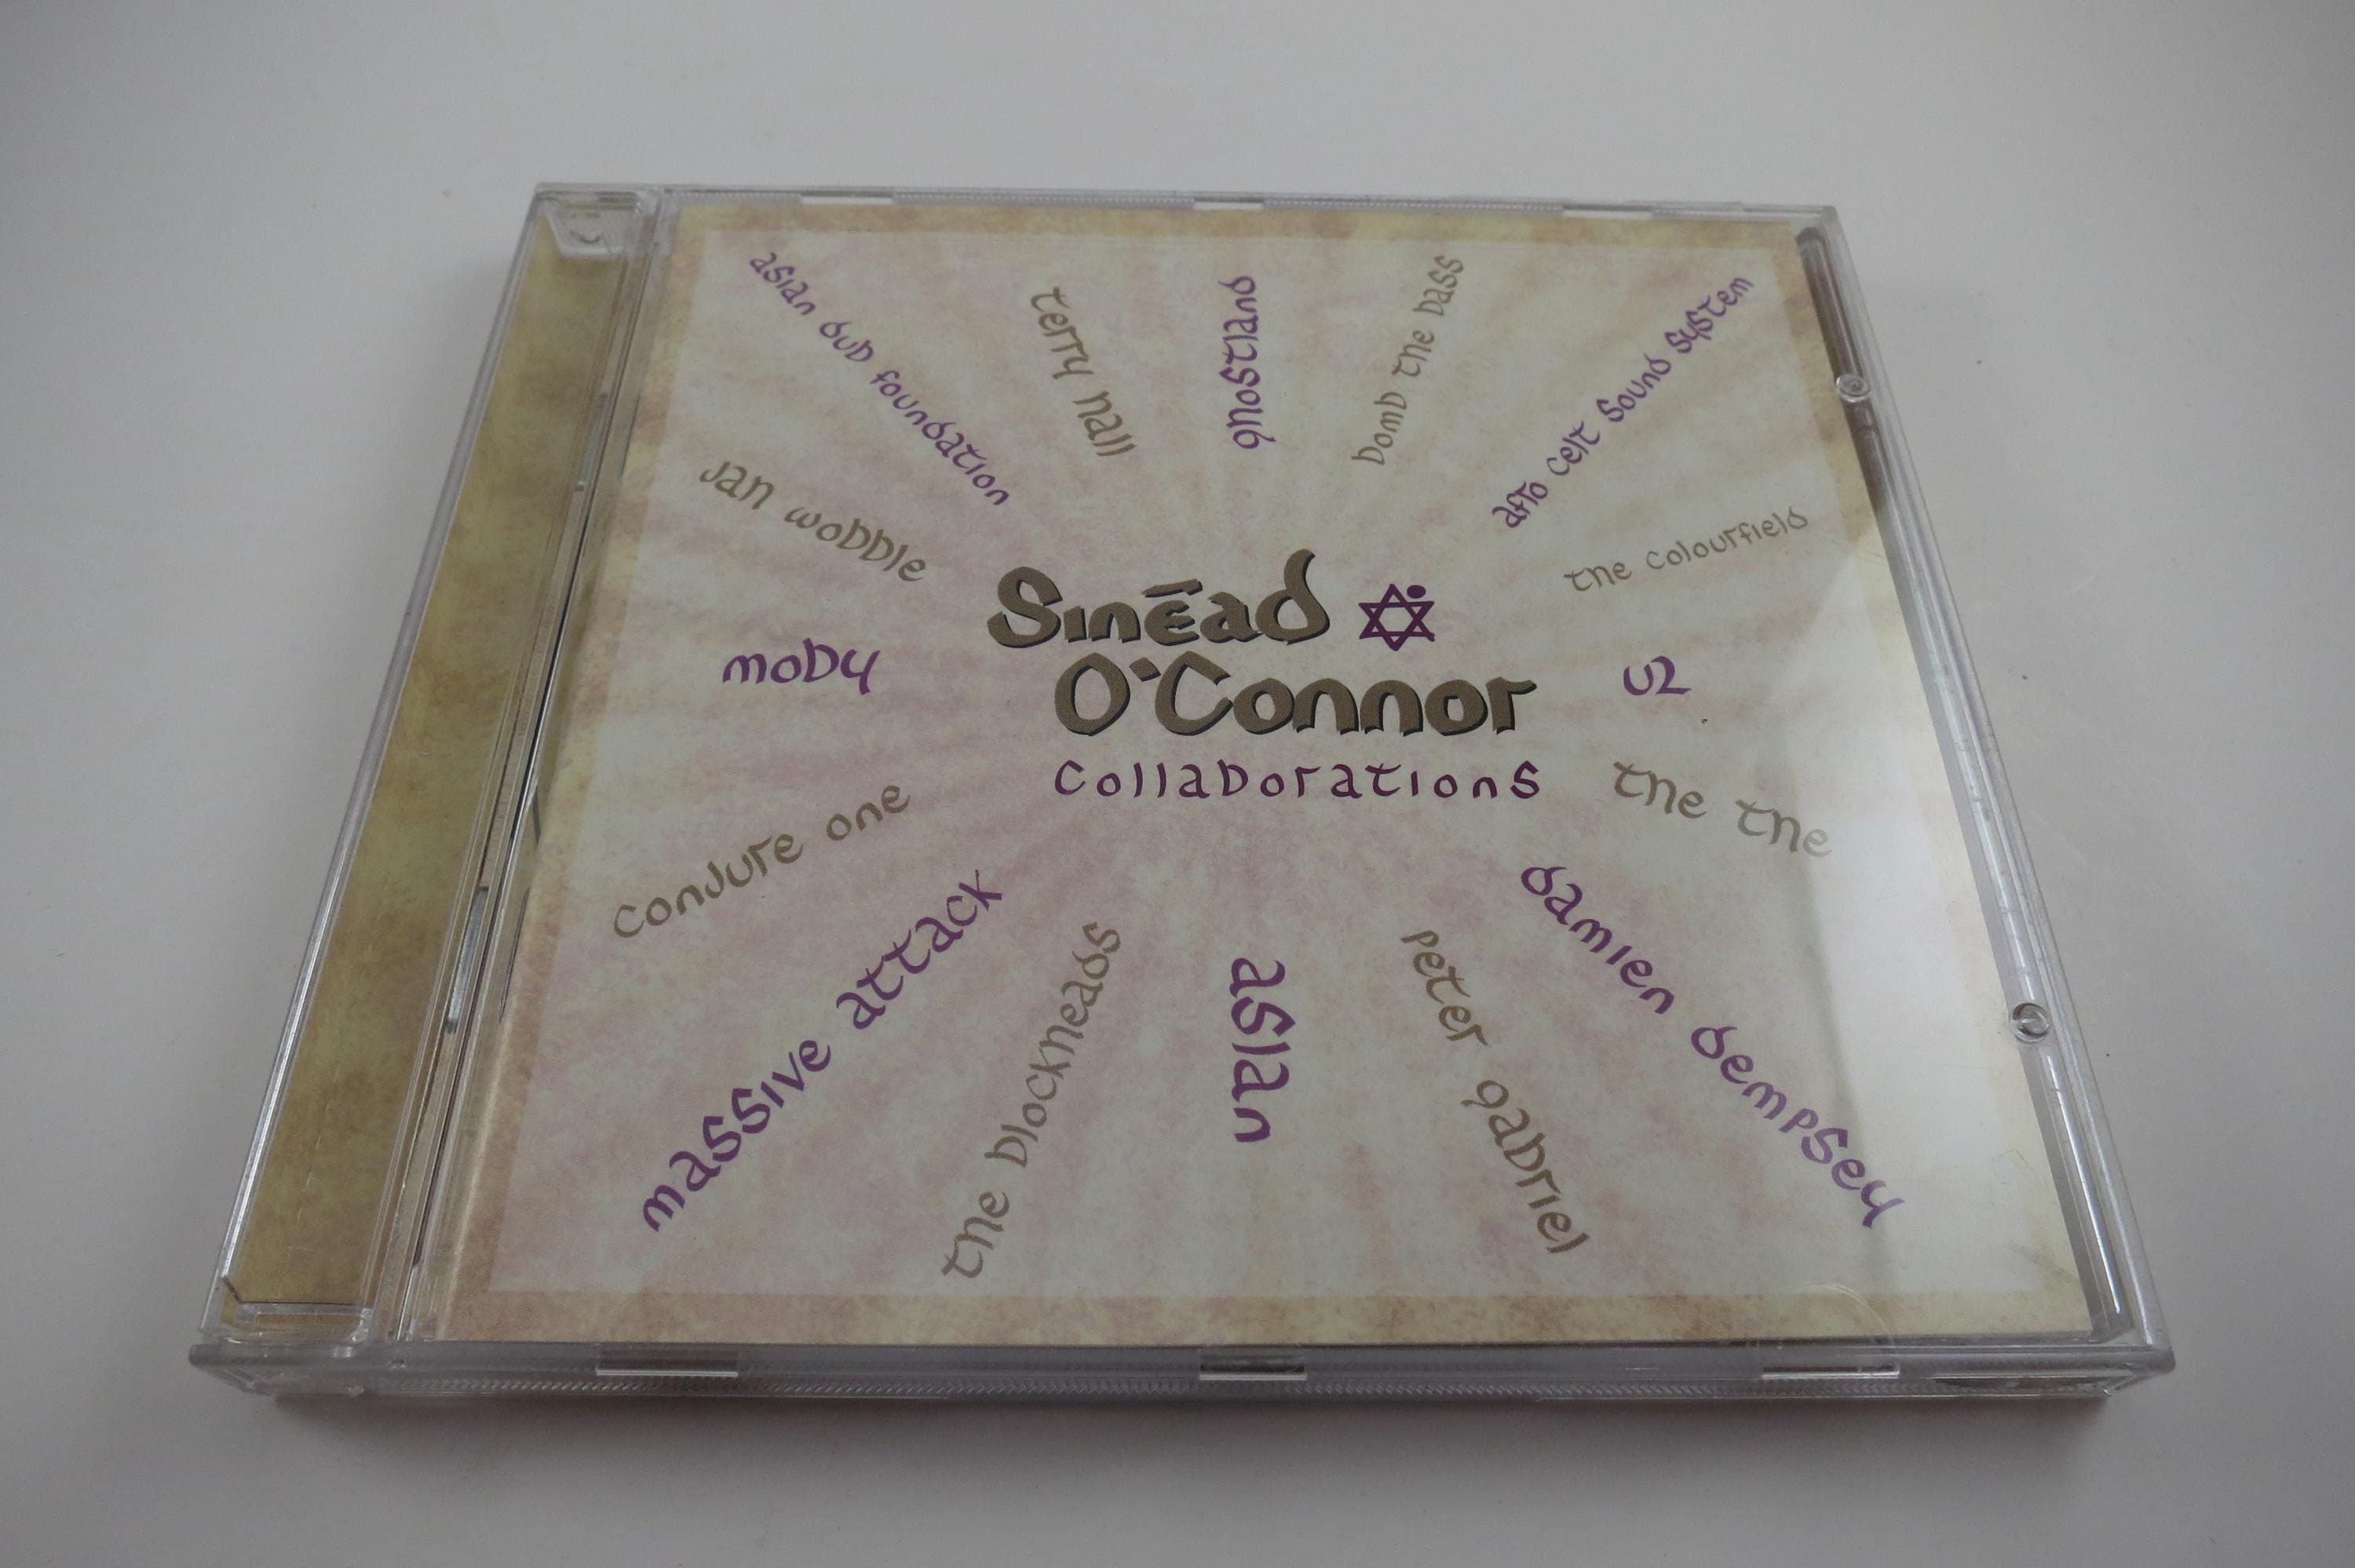 asian dub foundation
terry hall
ghostland
bomb the bass
afro celt sound system
jah wobble
the colourfield
Sinéad
O'Connor
collaborations
moby
u2
conjure one
the the
massive attack
the blockheads
aslan
peter gabriel
damien dempsey